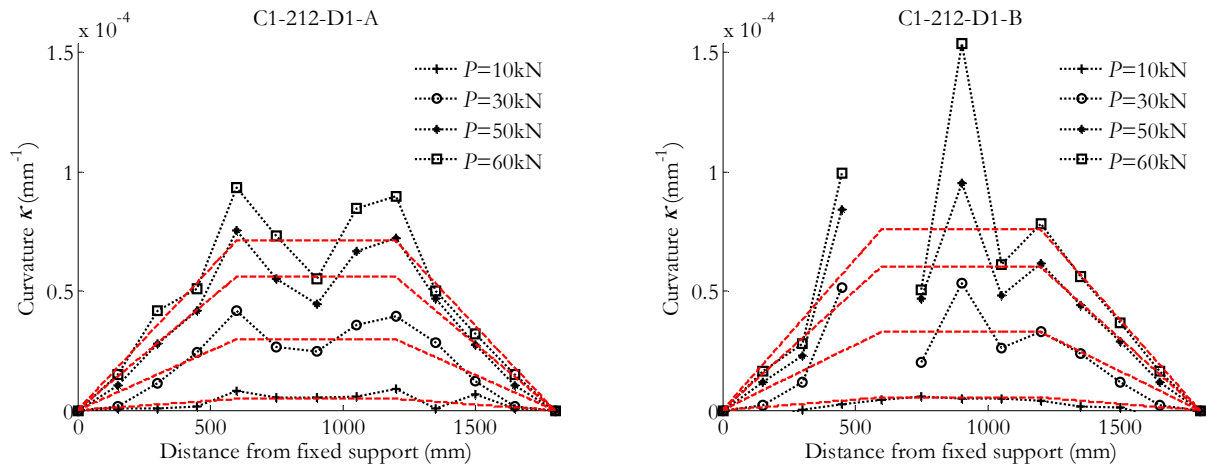 C1-212-D1-A
x 10⁻⁴
1.5
1
0.5
0
Curvature κ (mm⁻¹)
P=10kN
P=30kN
P=50kN
P=60kN
0 500 1000 1500
Distance from fixed support (mm)
C1-212-D1-B
x 10⁻⁴
1.5
1
0.5
0
Curvature κ (mm⁻¹)
P=10kN
P=30kN
P=50kN
P=60kN
0 500 1000 1500
Distance from fixed support (mm)